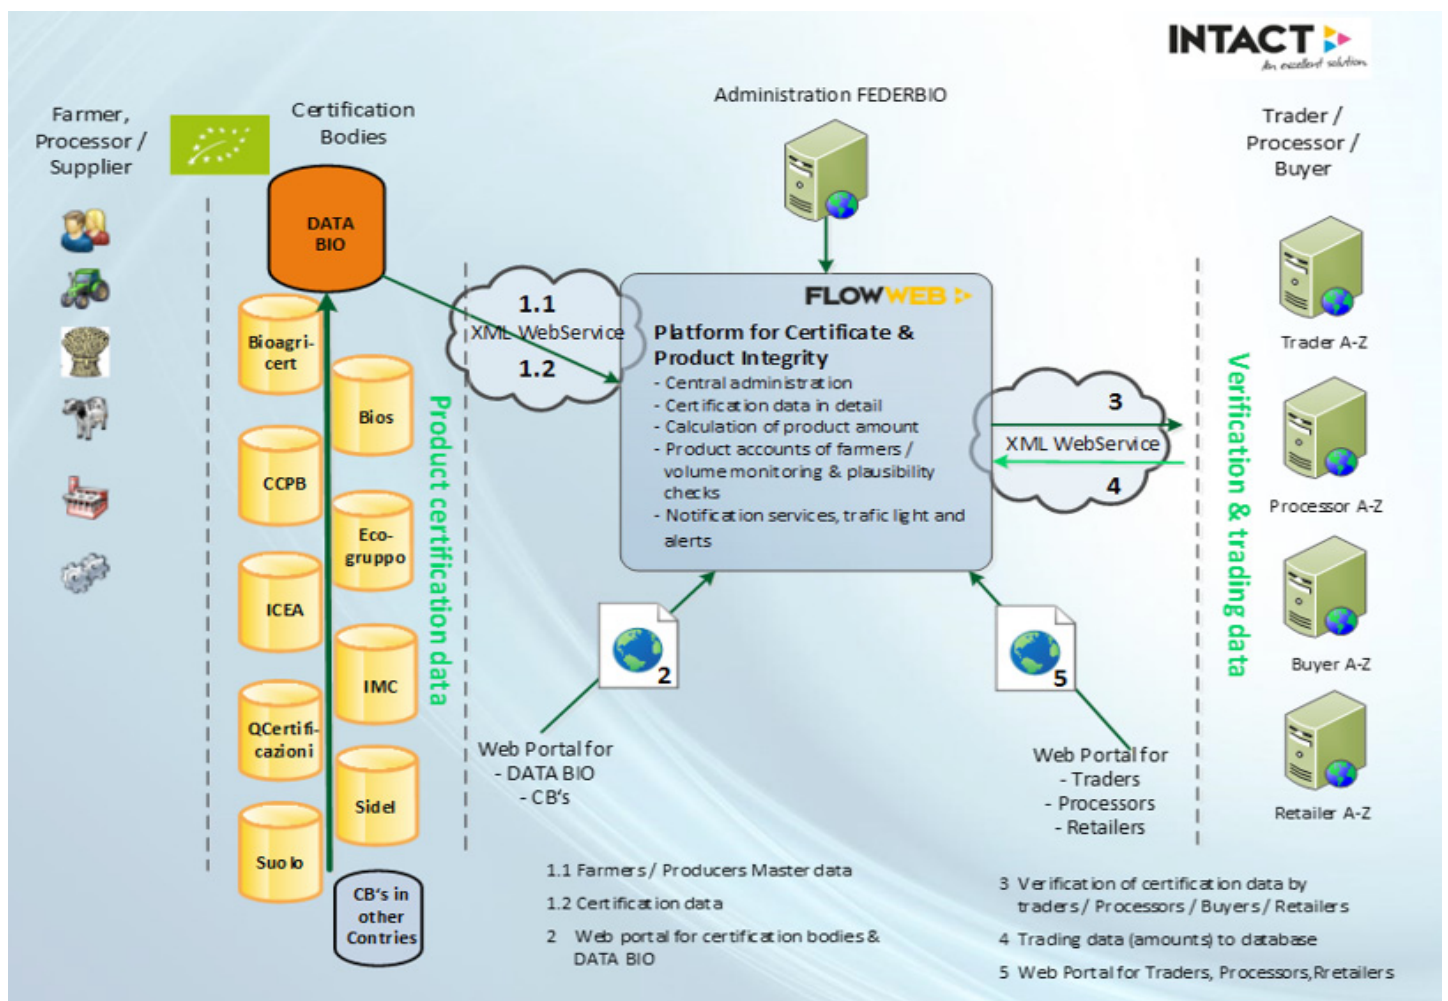 INTACT
An excellent solution
Farmer,
Processor /
Supplier
Certification
Bodies
Administration FEDERBIO
Trader /
Processor /
Buyer
DATA
BIO
Bioagri-
cert
Bios
CCPB
Eco-
gruppo
ICEA
IMC
QCertifi-
cazioni
Sidel
Suolo
CB's in
other
Contries
Product certification data
1.1
XML WebService
1.2
FLOWWEB
Platform for Certificate &
Product Integrity
- Central administration
- Certification data in detail
- Calculation of product amount
- Product accounts of farmers /
volume monitoring & plausibility
checks
- Notification services, trafic light and
alerts
3
XML WebService
4
Verification & trading data
Trader A-Z
Processor A-Z
Buyer A-Z
Retailer A-Z
2
Web Portal for
- DATA BIO
- CB's
5
Web Portal for
- Traders
- Processors
- Retailers
1.1 Farmers / Producers Master data
1.2 Certification data
2 Web portal for certification bodies &
DATA BIO
3 Verification of certification data by
traders / Processors / Buyers / Retailers
4 Trading data (amounts) to database
5 Web Portal for Traders, Processors,Rretailers